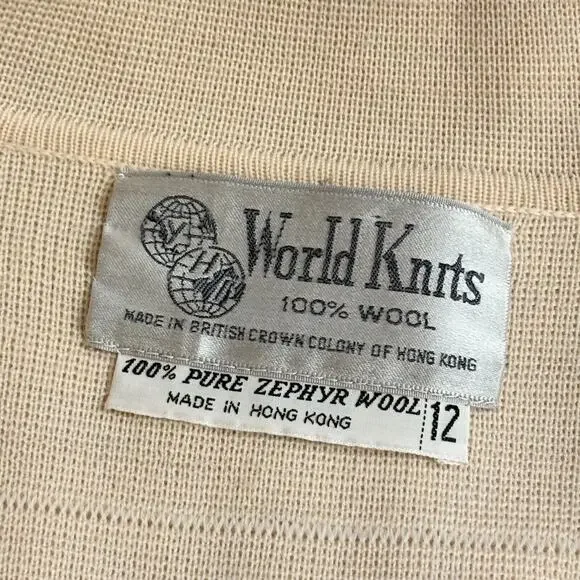 World Knits
100% WOOL
MADE IN BRITISH CROWN COLONY OF HONG KONG
100% PURE ZEPHYR WOOL
MADE IN HONG KONG
12